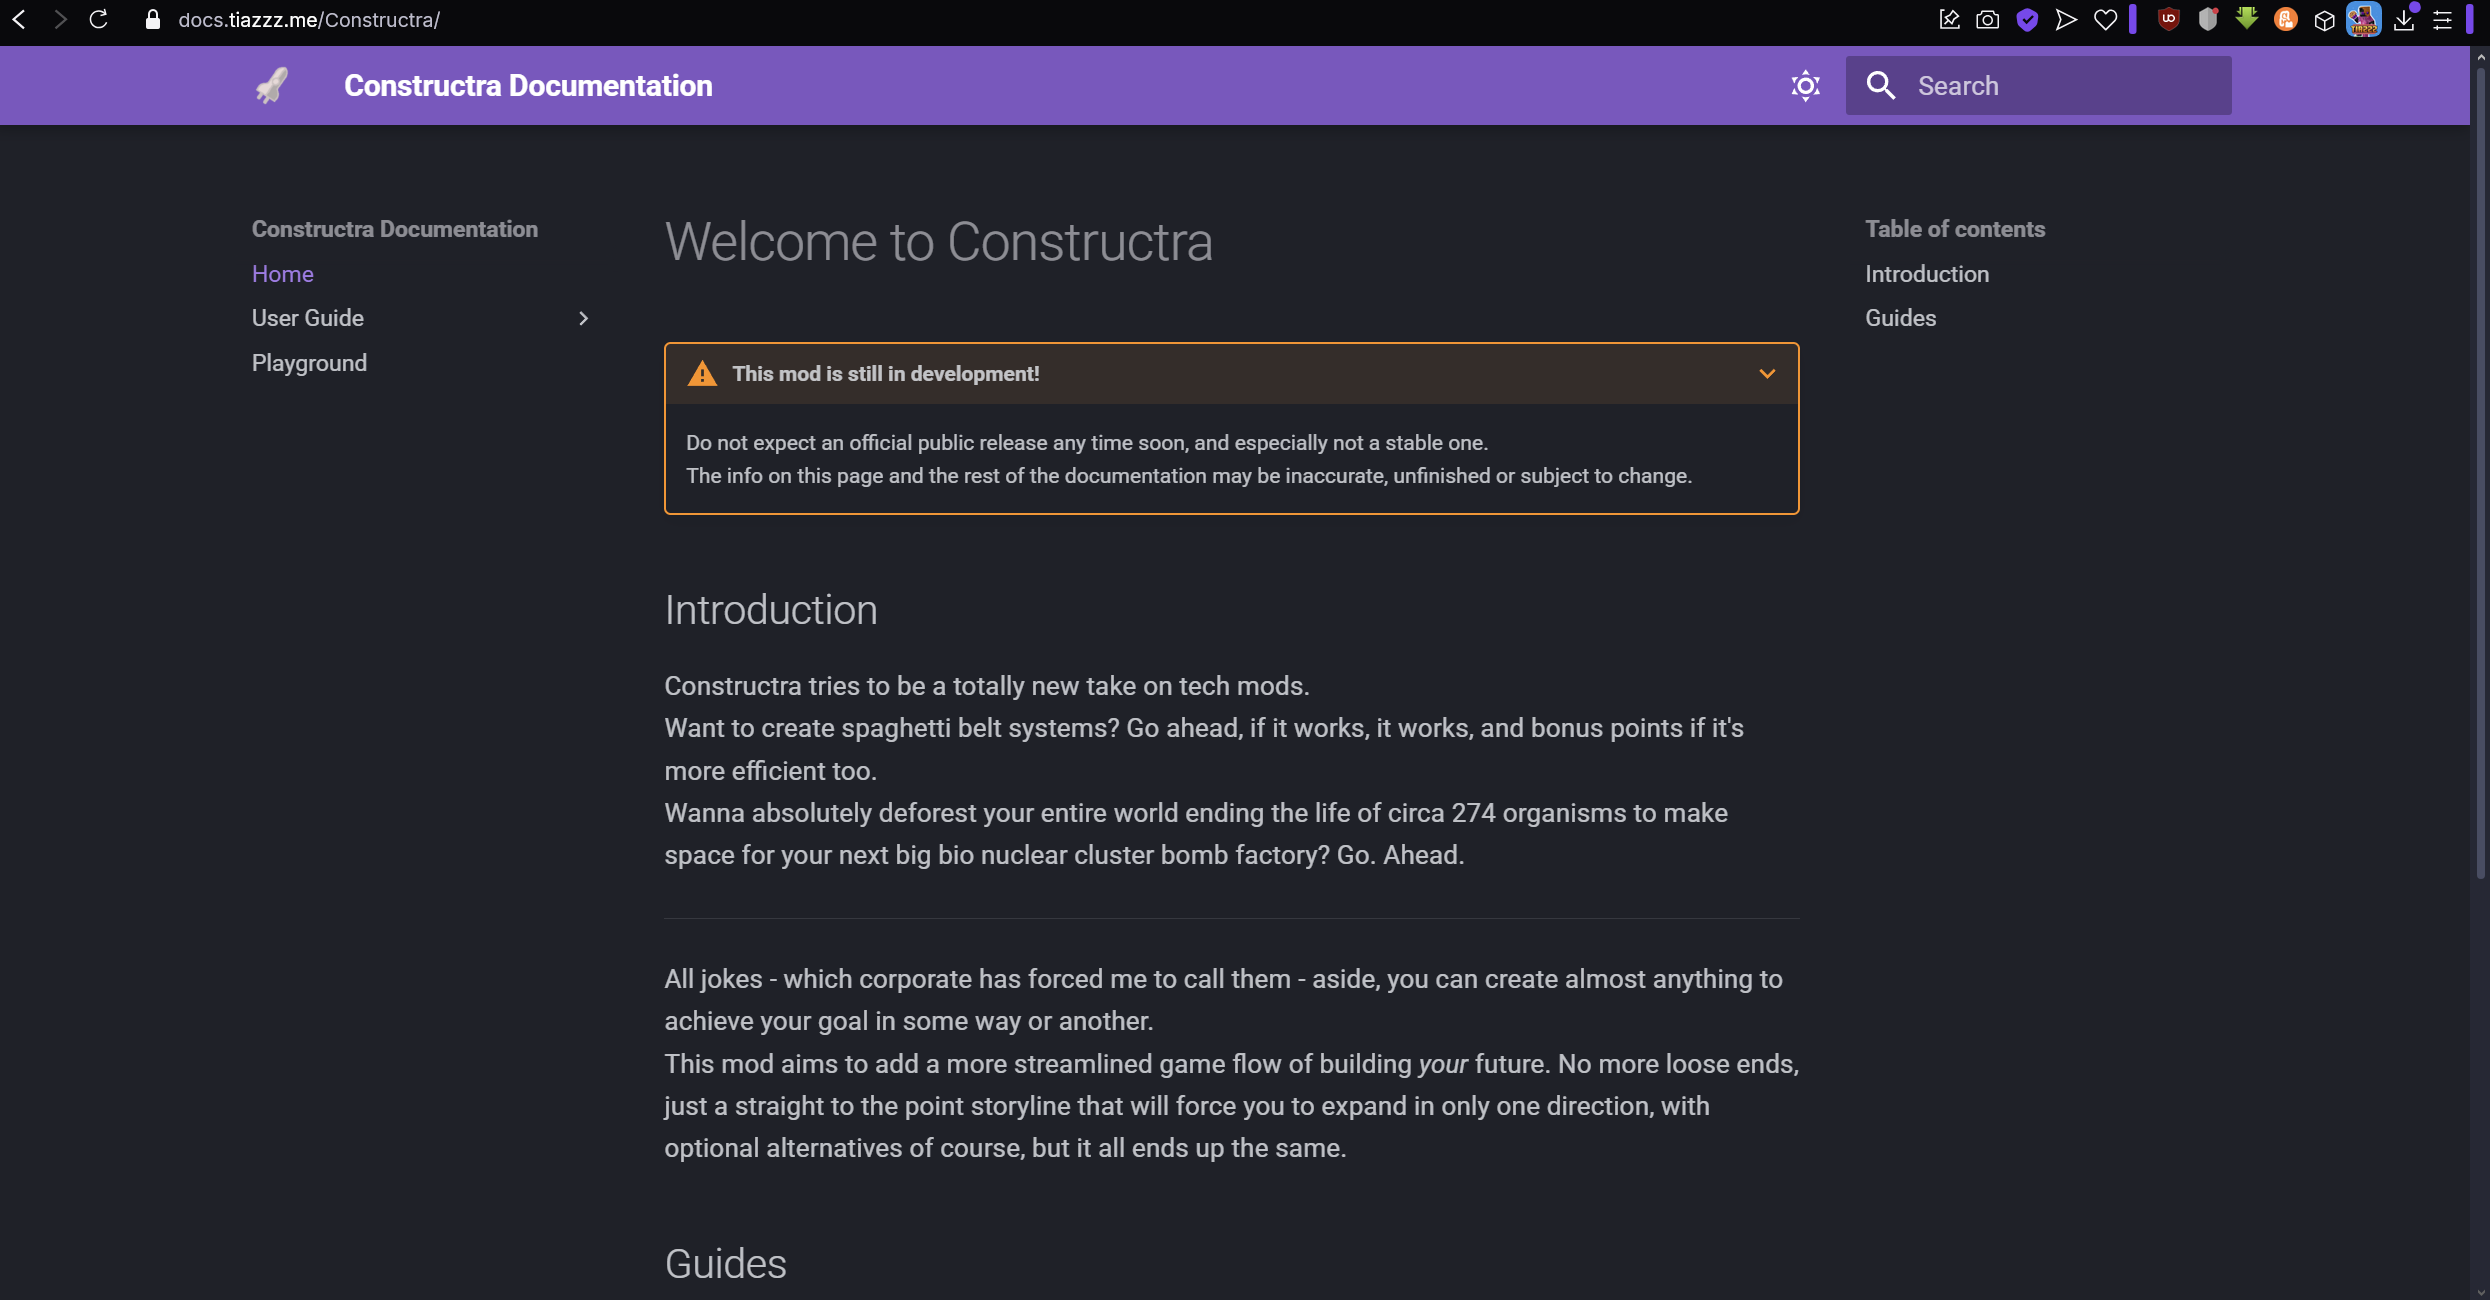 docs.tiazzz.me/Constructra/
Constructra Documentation
Search
Constructra Documentation
Home
User Guide
Playground
Welcome to Constructra
This mod is still in development!
Do not expect an official public release any time soon, and especially not a stable one.
The info on this page and the rest of the documentation may be inaccurate, unfinished or subject to change.
Introduction
Constructra tries to be a totally new take on tech mods.
Want to create spaghetti belt systems? Go ahead, if it works, it works, and bonus points if it's
more efficient too.
Wanna absolutely deforest your entire world ending the life of circa 274 organisms to make
space for your next big bio nuclear cluster bomb factory? Go. Ahead.
All jokes - which corporate has forced me to call them - aside, you can create almost anything to
achieve your goal in some way or another.
This mod aims to add a more streamlined game flow of building your future. No more loose ends,
just a straight to the point storyline that will force you to expand in only one direction, with
optional alternatives of course, but it all ends up the same.
Guides
Table of contents
Introduction
Guides